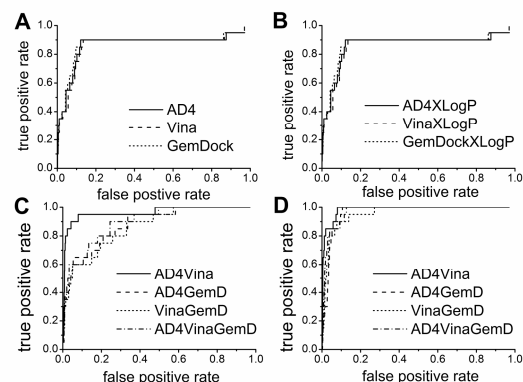 A
1.0
0.8
0.6
0.4
0.2
0.0
true positive rate
AD4
Vina
GemDock
0.0 0.2 0.4 0.6 0.8 1.0
false postive rate
B
1.0
0.8
0.6
0.4
0.2
0.0
true positive rate
AD4XLogP
VinaXLogP
GemDockXLogP
0.0 0.2 0.4 0.6 0.8 1.0
false positive rate
C
1.0
0.8
0.6
0.4
0.2
0.0
true positive rate
AD4Vina
AD4GemD
VinaGemD
AD4VinaGemD
0.0 0.2 0.4 0.6 0.8 1.0
false positive rate
D
1.0
0.8
0.6
0.4
0.2
0.0
true positive rate
AD4Vina
AD4GemD
VinaGemD
AD4VinaGemD
0.0 0.2 0.4 0.6 0.8 1.0
false positive rate